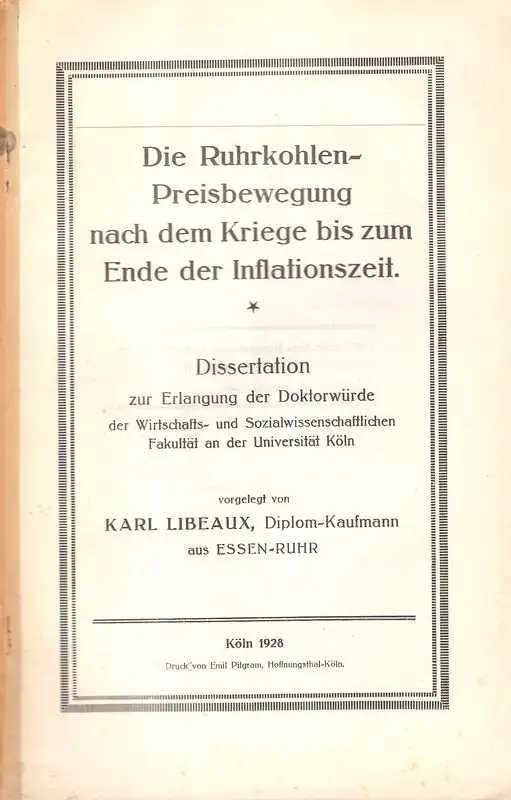 Die Ruhrkohlen-
Preisbewegung
nach dem Kriege bis zum
Ende der Inflationszeit.
Dissertation
zur Erlangung der Doktorwürde
der Wirtschafts- und Sozialwissenschaftlichen
Fakultät an der Universität Köln
vorgelegt von
KARL LIBEAUX, Diplom-Kaufmann
aus ESSEN-RUHR
Köln 1928
Druck von Emil Pilgram, Hoffnungsthal-Köln.